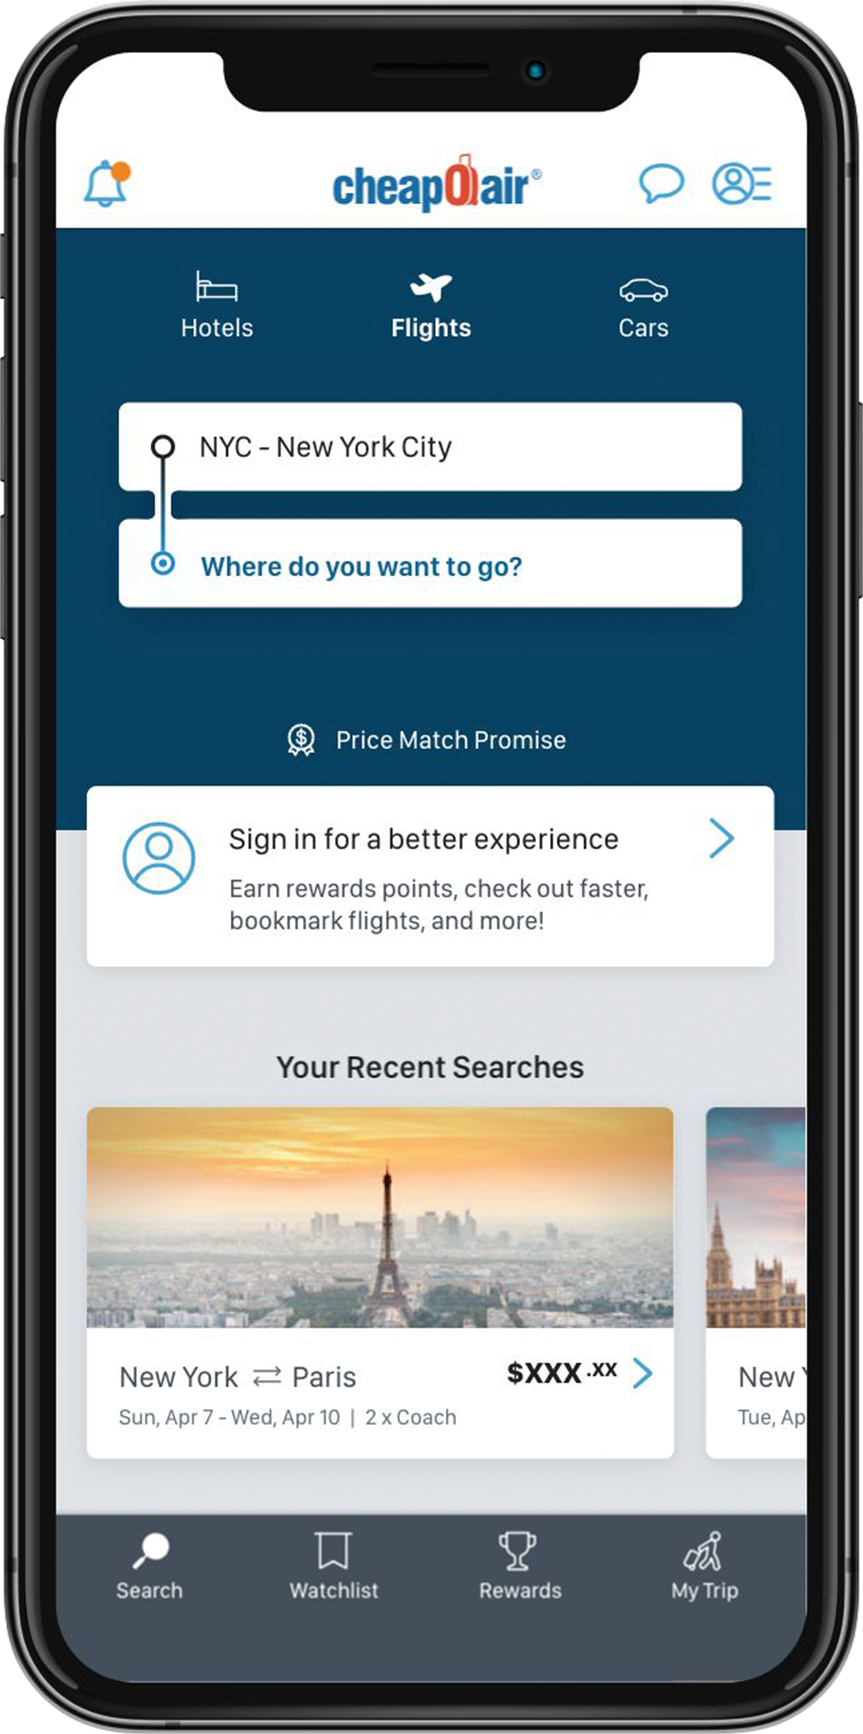 cheapOair®
Hotels
Flights
Cars
NYC - New York City
Where do you want to go?
Price Match Promise
Sign in for a better experience
Earn rewards points, check out faster,
bookmark flights, and more!
Your Recent Searches
New York ⇄ Paris
$XXX.XX
Sun, Apr 7 - Wed, Apr 10 | 2 x Coach
New
Tue, Ap
Search
Watchlist
Rewards
My Trip